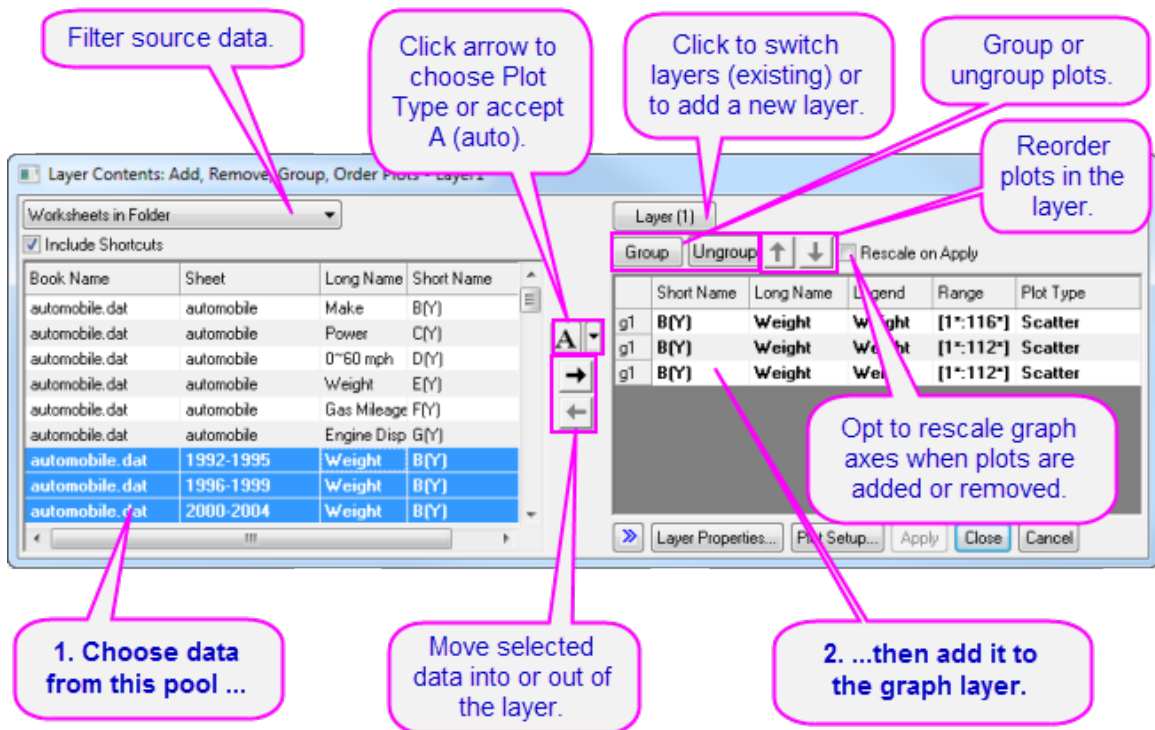 Filter source data.
Click arrow to
choose Plot
Type or accept
A (auto).
Click to switch
layers (existing) or
to add a new layer.
Group or
ungroup plots.
Reorder
plots in the
layer.
Layer Contents: Add, Remove, Group, Order Plots - Layer1
Worksheets in Folder
Include Shortcuts
Book Name Sheet Long Name Short Name
automobile.dat automobile Make B(Y)
automobile.dat automobile Power C(Y)
automobile.dat automobile 0~60 mph D(Y)
automobile.dat automobile Weight E(Y)
automobile.dat automobile Gas Mileage F(Y)
automobile.dat automobile Engine Disp G(Y)
automobile.dat 1992-1995 Weight B(Y)
automobile.dat 1996-1999 Weight B(Y)
automobile.dat 2000-2004 Weight B(Y)
A
Layer (1)
Group Ungroup Rescale on Apply
Short Name Long Name Legend Range Plot Type
g1 B(Y) Weight Weight [1*:116*] Scatter
g1 B(Y) Weight Weight [1*:112*] Scatter
g1 B(Y) Weight Wei [1*:112*] Scatter
Opt to rescale graph
axes when plots are
added or removed.
Layer Properties... Plot Setup... Apply Close Cancel
1. Choose data
from this pool ...
Move selected
data into or out of
the layer.
2. ...then add it to
the graph layer.